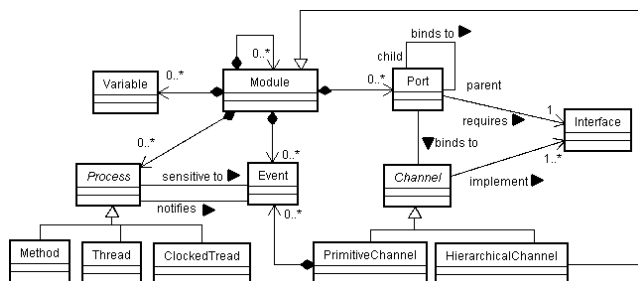 binds to
0..*
child
Variable
0..*
Module
0..*
Port
parent
1
requires
Interface
0..*
binds to
0..*
1..*
Process
sensitive to
Event
Channel
implement
notifies
0..*
Method
Thread
ClockedTread
PrimitiveChannel
HierarchicalChannel